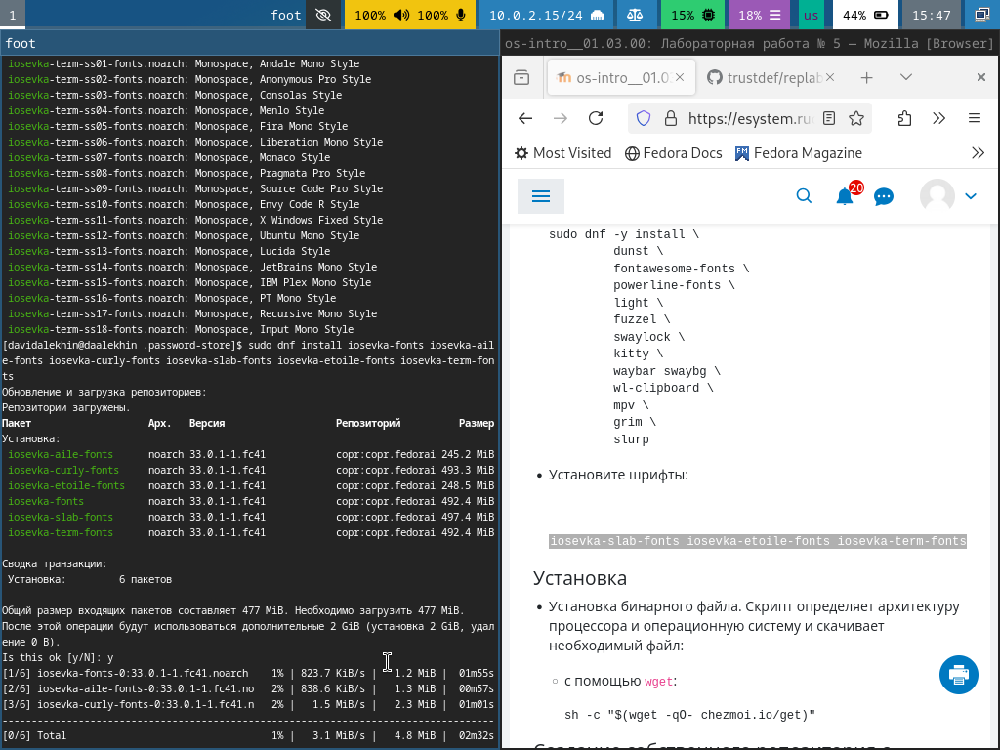 1
foot
100%
100%
10.0.2.15/24
15%
18%
us
44%
15:47
foot
iosevka-term-ss01-fonts.noarch: Monospace, Andale Mono Style
iosevka-term-ss02-fonts.noarch: Monospace, Anonymous Pro Style
iosevka-term-ss03-fonts.noarch: Monospace, Consolas Style
iosevka-term-ss04-fonts.noarch: Monospace, Menlo Style
iosevka-term-ss05-fonts.noarch: Monospace, Fira Mono Style
iosevka-term-ss06-fonts.noarch: Monospace, Liberation Mono Style
iosevka-term-ss07-fonts.noarch: Monospace, Monaco Style
iosevka-term-ss08-fonts.noarch: Monospace, Pragmata Pro Style
iosevka-term-ss09-fonts.noarch: Monospace, Source Code Pro Style
iosevka-term-ss10-fonts.noarch: Monospace, Envy Code R Style
iosevka-term-ss11-fonts.noarch: Monospace, X Windows Fixed Style
iosevka-term-ss12-fonts.noarch: Monospace, Ubuntu Mono Style
iosevka-term-ss13-fonts.noarch: Monospace, Lucida Style
iosevka-term-ss14-fonts.noarch: Monospace, JetBrains Mono Style
iosevka-term-ss15-fonts.noarch: Monospace, IBM Plex Mono Style
iosevka-term-ss16-fonts.noarch: Monospace, PT Mono Style
iosevka-term-ss17-fonts.noarch: Monospace, Recursive Mono Style
iosevka-term-ss18-fonts.noarch: Monospace, Input Mono Style
[davidalekhin@daalekhin .password-store]$ sudo dnf install iosevka-fonts iosevka-ail
e-fonts iosevka-curly-fonts iosevka-slab-fonts iosevka-etoile-fonts iosevka-term-fon
ts
Обновление и загрузка репозиториев:
Репозитории загружены.
Пакет Арх. Версия Репозиторий Размер
Установка:
iosevka-aile-fonts noarch 33.0.1-1.fc41 copr:copr.fedorai 245.2 MiB
iosevka-curly-fonts noarch 33.0.1-1.fc41 copr:copr.fedorai 493.3 MiB
iosevka-etoile-fonts noarch 33.0.1-1.fc41 copr:copr.fedorai 248.5 MiB
iosevka-fonts noarch 33.0.1-1.fc41 copr:copr.fedorai 492.4 MiB
iosevka-slab-fonts noarch 33.0.1-1.fc41 copr:copr.fedorai 497.4 MiB
iosevka-term-fonts noarch 33.0.1-1.fc41 copr:copr.fedorai 492.4 MiB
Сводка транзакции:
Установка: 6 пакетов
Общий размер входящих пакетов составляет 477 MiB. Необходимо загрузить 477 MiB.
После этой операции будут использоваться дополнительные 2 GiB (установка 2 GiB, удал
ение 0 B).
Is this ok [y/N]: y
[1/6] iosevka-fonts-0:33.0.1-1.fc41.noarch 1% | 823.7 KiB/s | 1.2 MiB | 01m55s
[2/6] iosevka-aile-fonts-0:33.0.1-1.fc41.no 2% | 838.6 KiB/s | 1.3 MiB | 00m57s
[3/6] iosevka-curly-fonts-0:33.0.1-1.fc41.n 2% | 1.5 MiB/s | 2.3 MiB | 01m01s
--------------------------------------------------------------------------------
[0/6] Total 1% | 3.1 MiB/s | 4.8 MiB | 02m32s
os-intro__01.03.00: Лабораторная работа № 5 — Mozilla [Browser]
os-intro__01.0
trustdef/replab
https://esystem.ru
Most Visited
Fedora Docs
Fedora Magazine
20
sudo dnf -y install \
dunst \
fontawesome-fonts \
powerline-fonts \
light \
fuzzel \
swaylock \
kitty \
waybar swaybg \
wl-clipboard \
mpv \
grim \
slurp
• Установите шрифты:
iosevka-slab-fonts iosevka-etoile-fonts iosevka-term-fonts
Установка
• Установка бинарного файла. Скрипт определяет архитектуру
процессора и операционную систему и скачивает
необходимый файл:
◦ с помощью wget:
sh -c "$(wget -qO- chezmoi.io/get)"